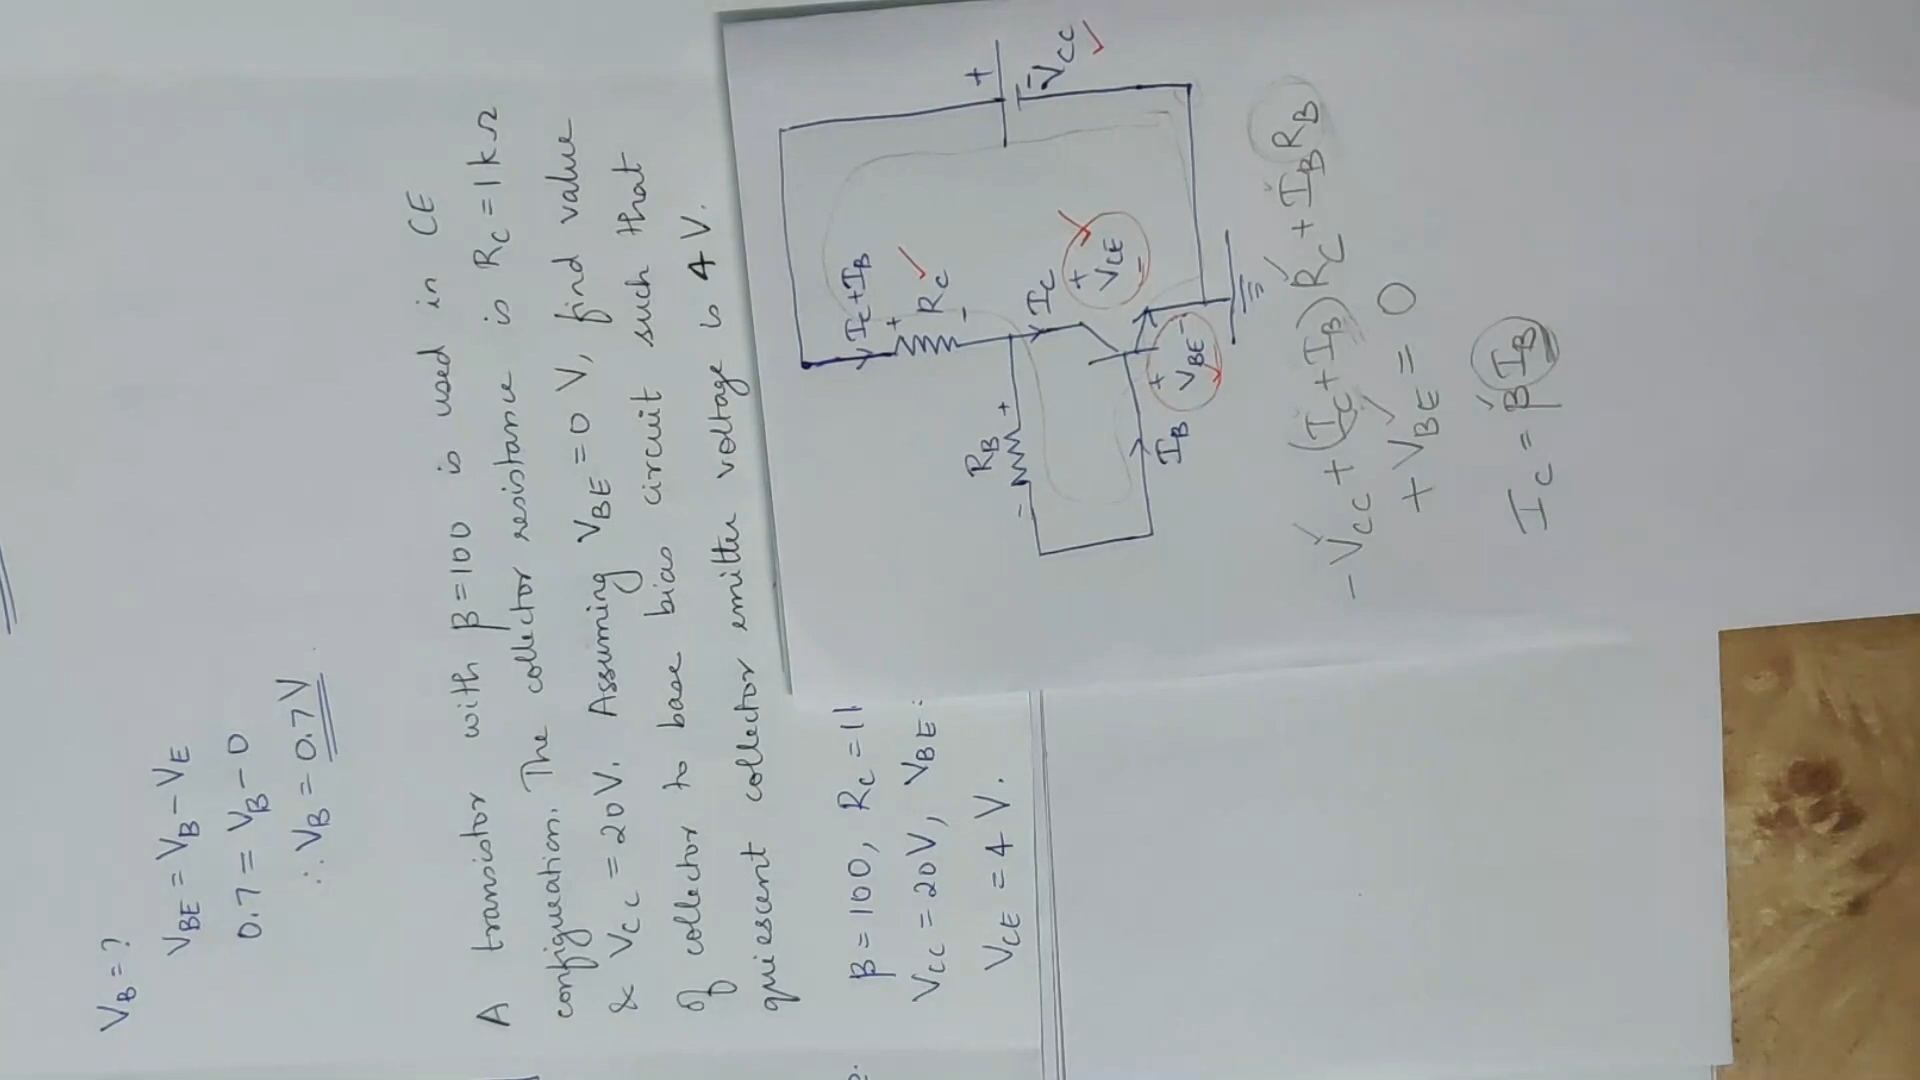 V_B = ?
V_BE = V_B - V_E
0.7 = V_B - 0
∴ V_B = 0.7 V
A transistor with β = 100 is used in CE
configuration. The collector resistance is R_C = 1 kΩ
& V_CC = 20 V. Assuming V_BE = 0 V, find value
of collector to base bias circuit such that
quiescent collector emitter voltage is 4 V.
β = 100, R_C = 1
V_CC = 20V, V_BE =
V_CE = 4 V.
I_C + I_B
+
R_C
-
+
-
V_CC
R_B
+
-
I_C
+
V_CE
-
I_B
+
V_BE
-
-V_CC + (I_C + I_B) R_C + I_B R_B
+ V_BE = 0
I_C = β I_B